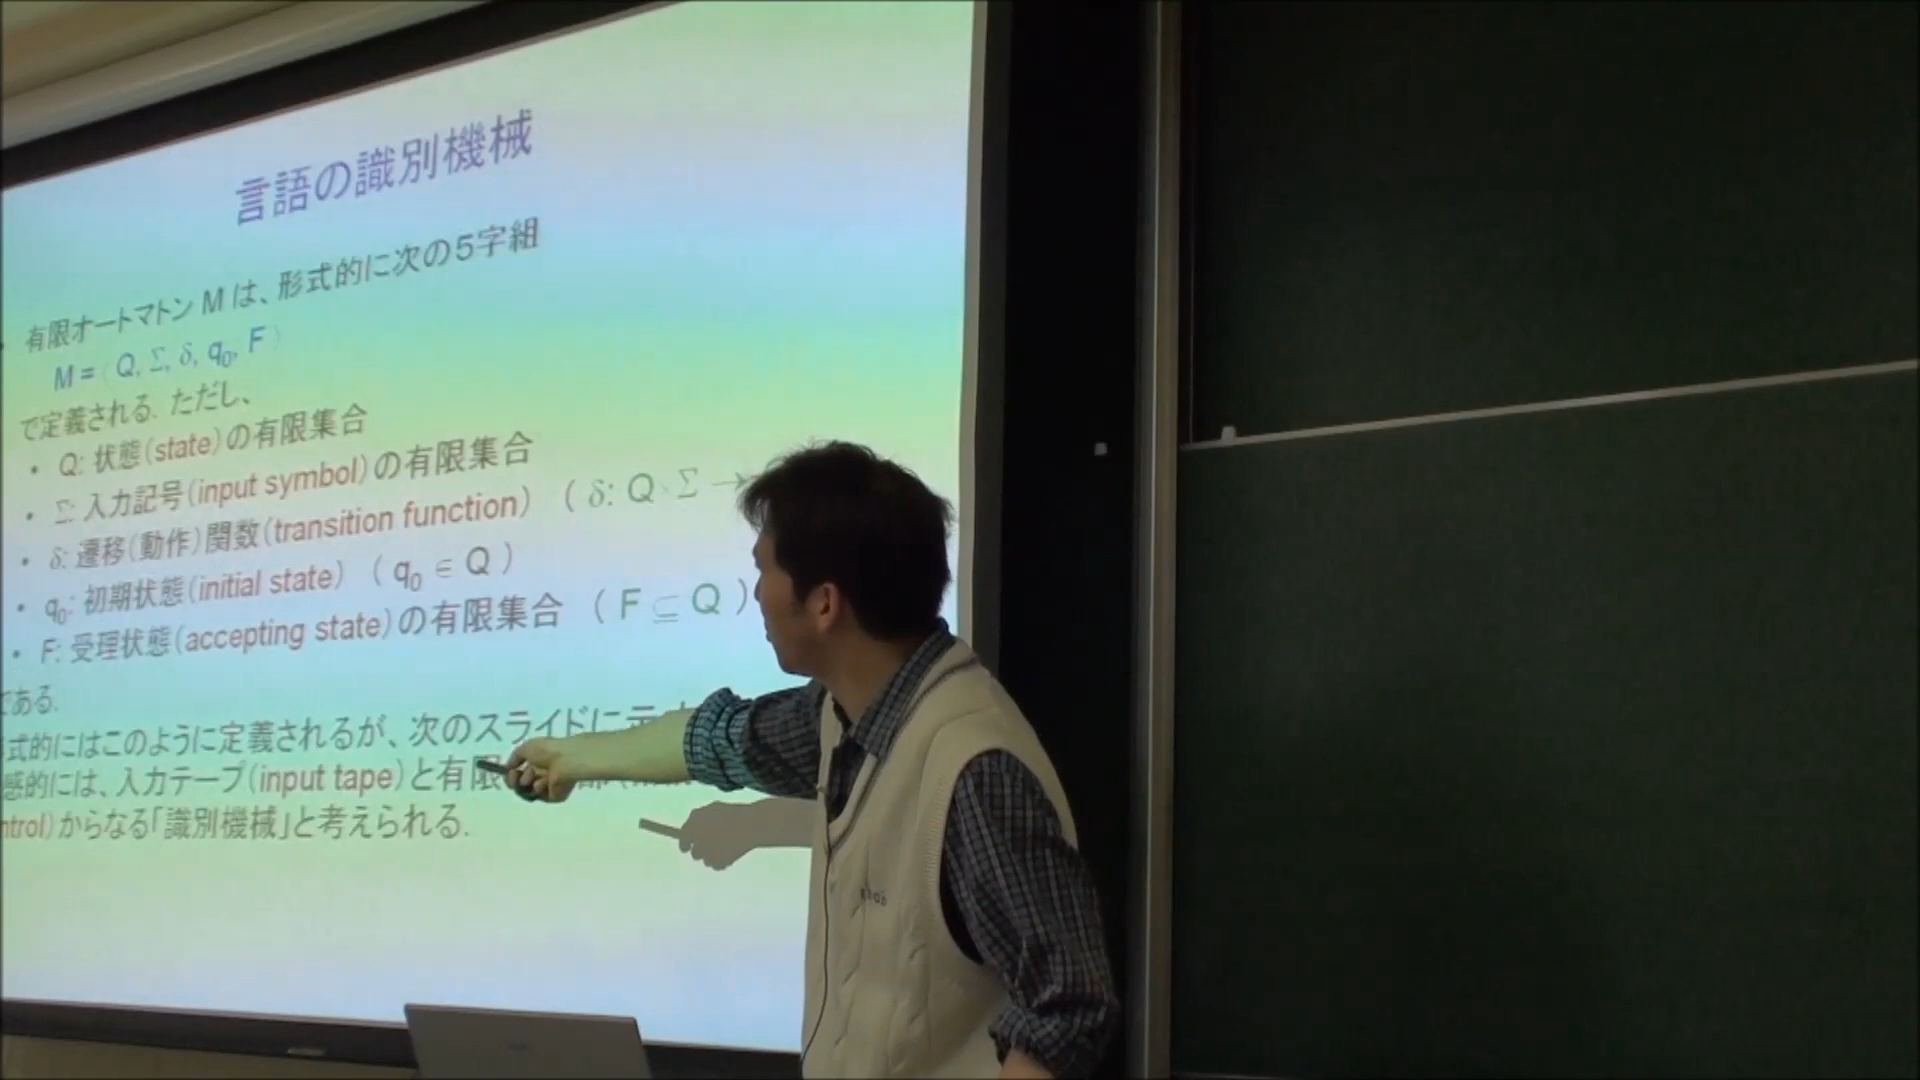 言語の識別機械
有限オートマトン M は、形式的に次の5字組
M = ( Q, Σ, δ, q₀, F )
で定義される. ただし、
• Q: 状態(state)の有限集合
• Σ: 入力記号(input symbol)の有限集合
• δ: 遷移(動作)関数(transition function) ( δ: Q × Σ →
• q₀: 初期状態(initial state) ( q₀ ∈ Q )
• F: 受理状態(accepting state)の有限集合 ( F ⊆ Q )
である.
式的にはこのように定義されるが、次のスライドに示
感的には、入力テープ(input tape)と有限
ntrol)からなる「識別機械」と考えられる.